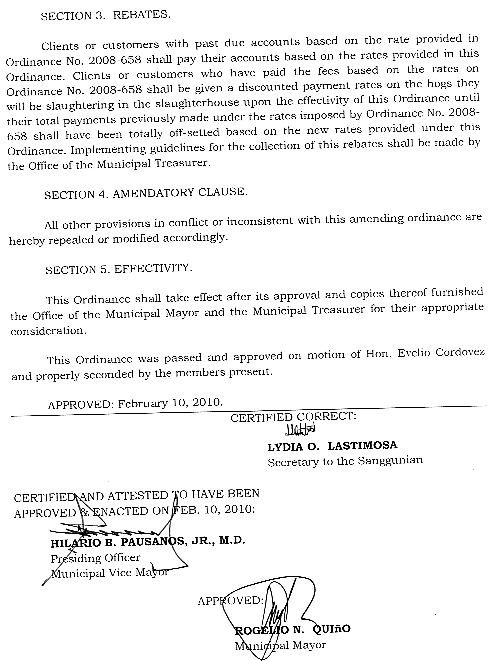 SECTION 3. REBATES.
Clients or customers with past due accounts based on the rate provided in
Ordinance No. 2008-658 shall pay their accounts based on the rates provided in this
Ordinance. Clients or customers who have paid the fees based on the rates on
Ordinance No. 2008-658 shall be given a discounted payment rates on the hogs they
will be slaughtering in the slaughterhouse upon the effectivity of this Ordinance until
their total payments previously made under the rates imposed by Ordinance No. 2008-
658 shall have been totally off-setted based on the new rates provided under this
Ordinance. Implementing guidelines for the collection of this rebates shall be made by
the Office of the Municipal Treasurer.
SECTION 4. AMENDATORY CLAUSE.
All other provisions in conflict or inconsistent with this amending ordinance are
hereby repealed or modified accordingly.
SECTION 5. EFFECTIVITY.
This Ordinance shall take effect after its approval and copies thereof furnished
the Office of the Municipal Mayor and the Municipal Treasurer for their appropriate
consideration.
This Ordinance was passed and approved on motion of Hon. Evelio Cordovez
and properly seconded by the members present.
APPROVED: February 10, 2010.
CERTIFIED CORRECT:
LYDIA O. LASTIMOSA
Secretary to the Sanggunian
CERTIFIED AND ATTESTED TO HAVE BEEN
APPROVED & ENACTED ON FEB. 10, 2010:
HILARIO B. PAUSANOS, JR., M.D.
Presiding Officer
Municipal Vice Mayor
APPROVED:
ROGELIO N. QUIñO
Municipal Mayor